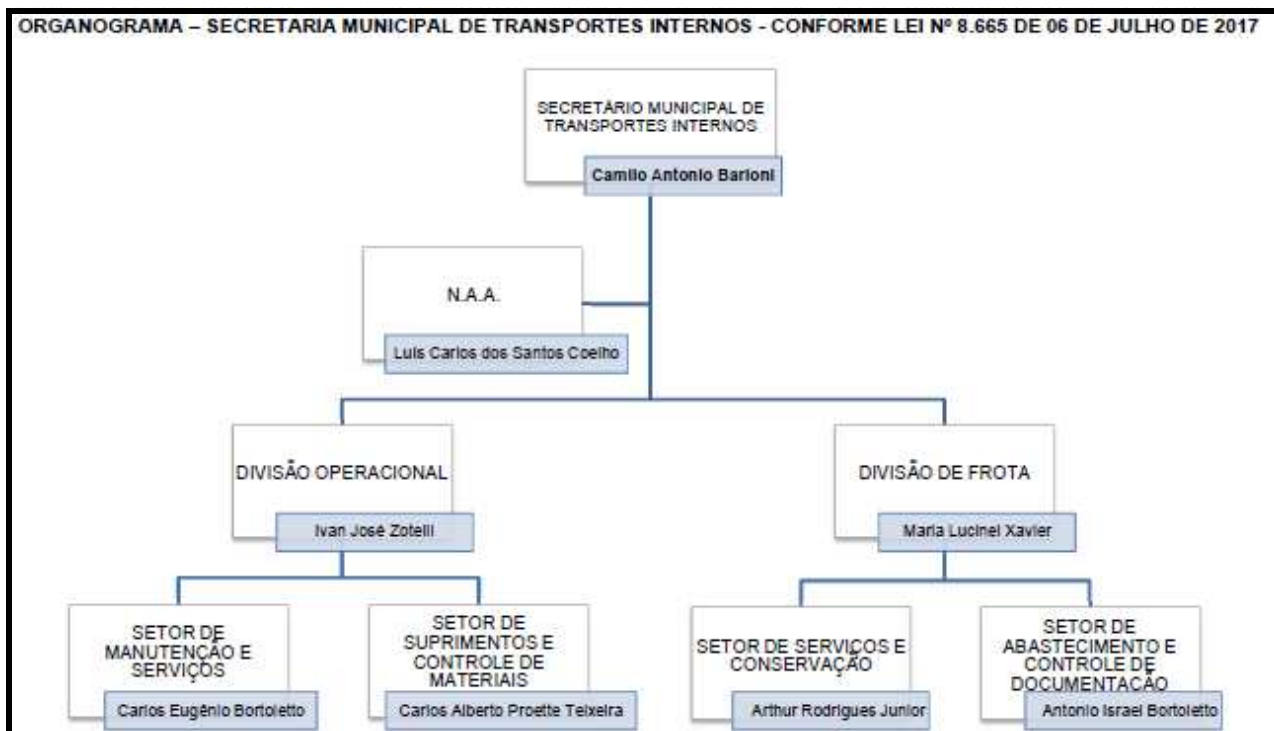 ORGANOGRAMA – SECRETARIA MUNICIPAL DE TRANSPORTES INTERNOS - CONFORME LEI Nº 8.665 DE 06 DE JULHO DE 2017
SECRETÁRIO MUNICIPAL DE
TRANSPORTES INTERNOS
Camilo Antonio Barioni
N.A.A.
Luis Carlos dos Santos Coelho
DIVISÃO OPERACIONAL
Ivan José Zotelli
DIVISÃO DE FROTA
Maria Lucinei Xavier
SETOR DE
MANUTENÇÃO E
SERVIÇOS
Carlos Eugênio Bortoletto
SETOR DE
SUPRIMENTOS E
CONTROLE DE
MATERIAIS
Carlos Alberto Proette Teixeira
SETOR DE SERVIÇOS E
CONSERVAÇÃO
Arthur Rodrigues Junior
SETOR DE
ABASTECIMENTO E
CONTROLE DE
DOCUMENTAÇÃO
Antonio Israel Bortoletto